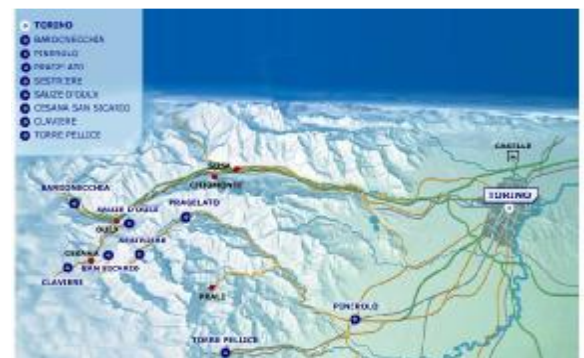 TORINO
BARDONECCHIA
PINEROLO
PRAGELATO
SESTRIERE
SAUZE D'OULX
CESANA SAN SICARIO
CLAVIERE
TORRE PELLICE
CASELLE
SUSA
CHIOMONTE
BARDONECCHIA
TORINO
PRAGELATO
SAUZE D'OULX
OULX
SESTRIERE
CESANA
SAN SICARIO
CLAVIERE
PRALI
PINEROLO
TORRE PELLICE